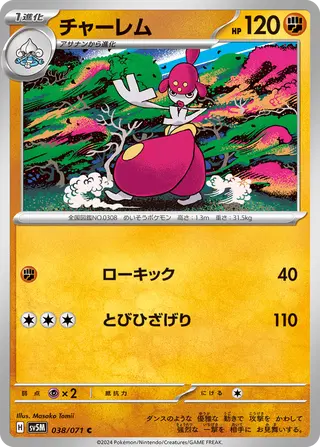 1進化
チャーレム
HP 120
アサナンから進化
全国図鑑NO.0308 めいそうポケモン 高さ:1.3m 重さ:31.5kg
ローキック 40
とびひざげり 110
弱点 ×2 抵抗力 にげる
Illus. Masako Tomii
H SV5M 038/071 C
ダンスのような 優雅な 動きで 攻撃を かわして
強烈な 一撃を 相手に お見舞いする。
©2024 Pokémon/Nintendo/Creatures/GAME FREAK.